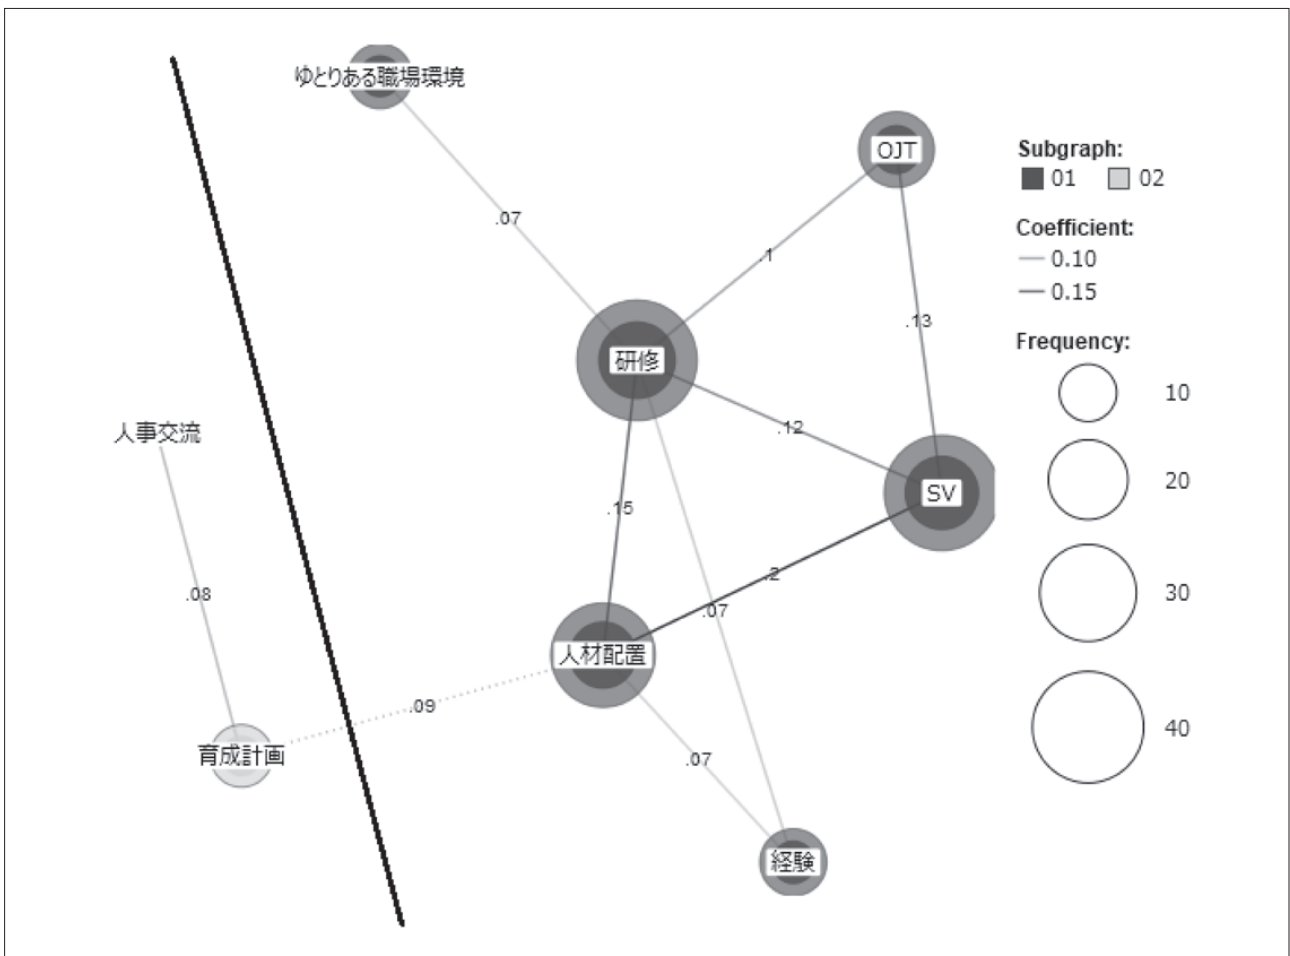 ゆとりある職場環境
OJT
Subgraph:
01 02
Coefficient:
0.10
0.15
Frequency:
10
20
30
40
.07
.1
.13
研修
.12
人事交流
SV
.15
.2
.08
.07
人材配置
.09
育成計画
.07
経験